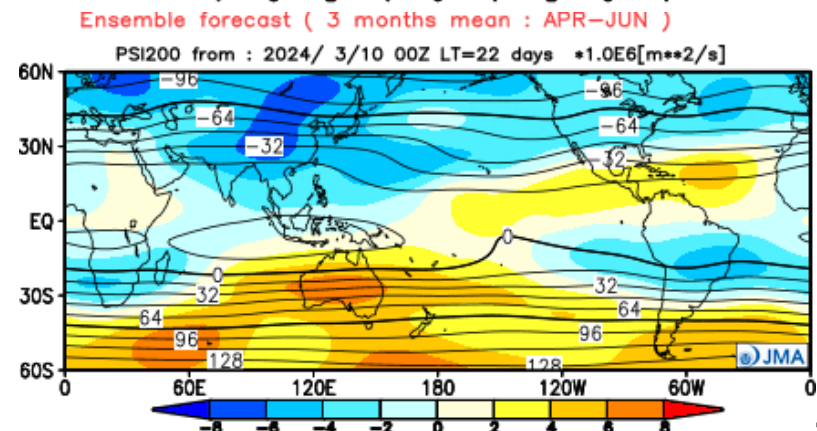 Ensemble forecast ( 3 months mean : APR−JUN )
PSI200 from : 2024/ 3/10 00Z LT=22 days *1.0E6[m**2/s]
60N
−96
−96
−64
−64
30N
−32
−32
EQ
0
0
30S
32
32
64
64
96
96
JMA
128
128
60S
0 60E 120E 180 120W 60W 0
−8 −6 −4 −2 0 2 4 6 8